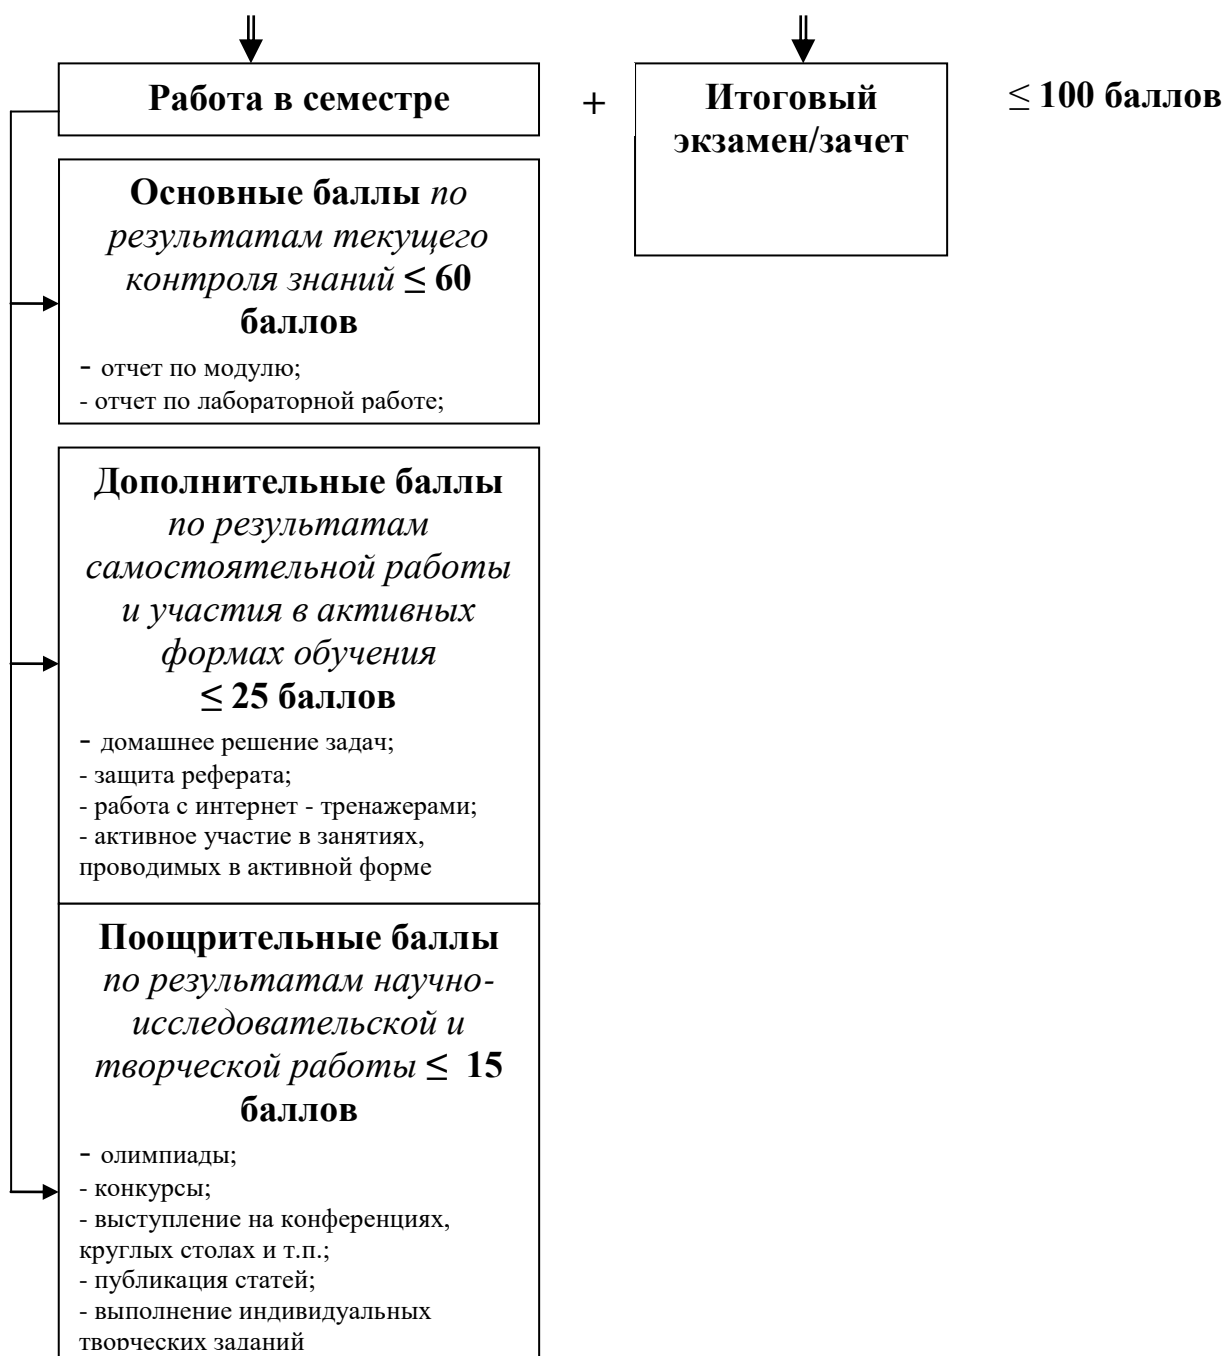 Работа в семестре
+
Итоговый
экзамен/зачет
≤ 100 баллов
Основные баллы по
результатам текущего
контроля знаний ≤ 60
баллов
- отчет по модулю;
- отчет по лабораторной работе;
Дополнительные баллы
по результатам
самостоятельной работы
и участия в активных
формах обучения
≤ 25 баллов
- домашнее решение задач;
- защита реферата;
- работа с интернет - тренажерами;
- активное участие в занятиях,
проводимых в активной форме
Поощрительные баллы
по результатам научно-
исследовательской и
творческой работы ≤ 15
баллов
- олимпиады;
- конкурсы;
- выступление на конференциях,
круглых столах и т.п.;
- публикация статей;
- выполнение индивидуальных
творческих заданий